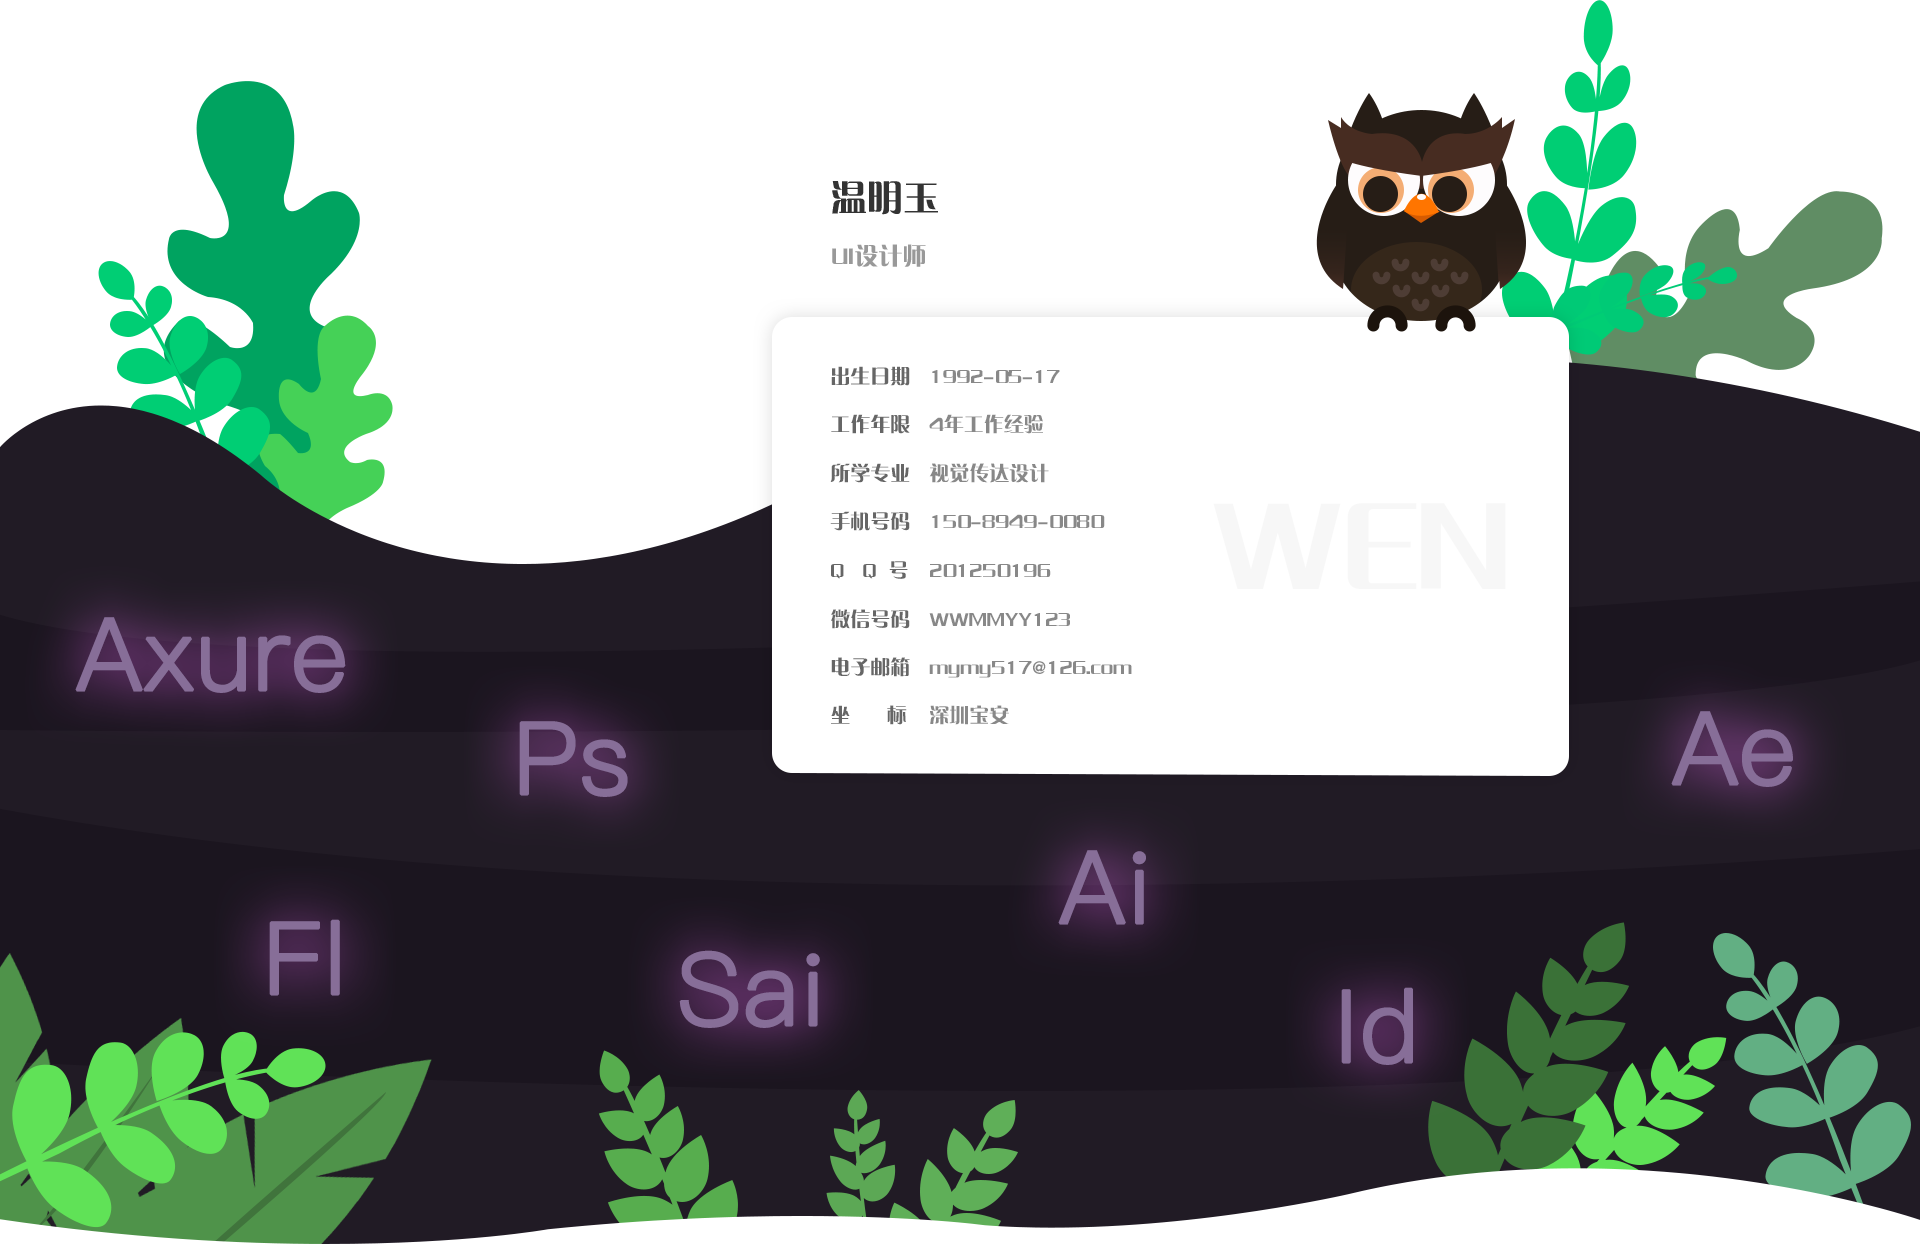 温明玉
UI设计师
出生日期 1992-05-17
工作年限 4年工作经验
所学专业 视觉传达设计
手机号码 150-8949-0080
WEN
Q Q 号 201250196
微信号码 WWMMYY123
电子邮箱 mymy517@126.com
坐 标 深圳宝安
Axure
Ps
Ae
Ai
Fl
Sai
Id